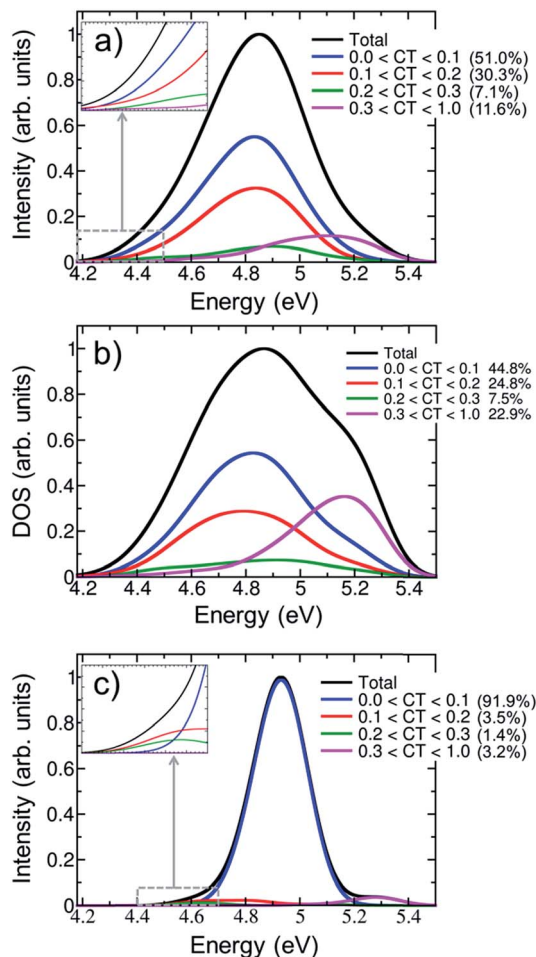 a)
Total
0.0 < CT < 0.1 (51.0%)
0.1 < CT < 0.2 (30.3%)
0.2 < CT < 0.3 (7.1%)
0.3 < CT < 1.0 (11.6%)
Intensity (arb. units)
1
0.8
0.6
0.4
0.2
0
4.2 4.4 4.6 4.8 5 5.2 5.4
Energy (eV)
b)
Total
0.0 < CT < 0.1 44.8%
0.1 < CT < 0.2 24.8%
0.2 < CT < 0.3 7.5%
0.3 < CT < 1.0 22.9%
DOS (arb. units)
1
0.8
0.6
0.4
0.2
0
4.2 4.4 4.6 4.8 5 5.2 5.4
Energy (eV)
c)
Total
0.0 < CT < 0.1 (91.9%)
0.1 < CT < 0.2 (3.5%)
0.2 < CT < 0.3 (1.4%)
0.3 < CT < 1.0 (3.2%)
Intensity (arb. units)
1
0.8
0.6
0.4
0.2
0
4.2 4.4 4.6 4.8 5 5.2 5.4
Energy (eV)